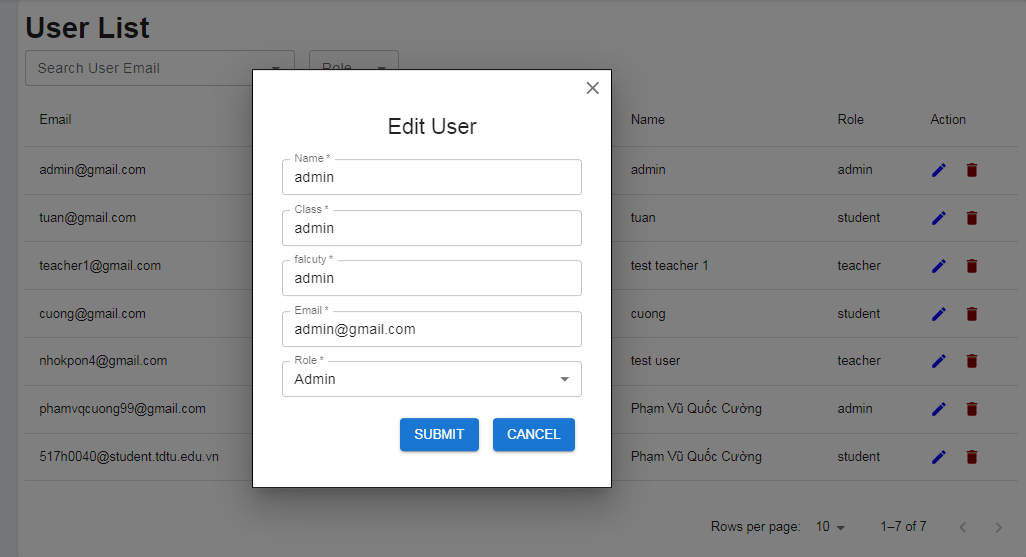 User List
Search User Email
Role
Email Name Role Action
Edit User
Name *
admin
Class *
admin
falcuty *
admin
Email *
admin@gmail.com
Role *
Admin
SUBMIT CANCEL
admin@gmail.com admin admin
tuan@gmail.com tuan student
teacher1@gmail.com test teacher 1 teacher
cuong@gmail.com cuong student
nhokpon4@gmail.com test user teacher
phamvqcuong99@gmail.com Phạm Vũ Quốc Cường admin
517h0040@student.tdtu.edu.vn Phạm Vũ Quốc Cường student
Rows per page: 10 1–7 of 7